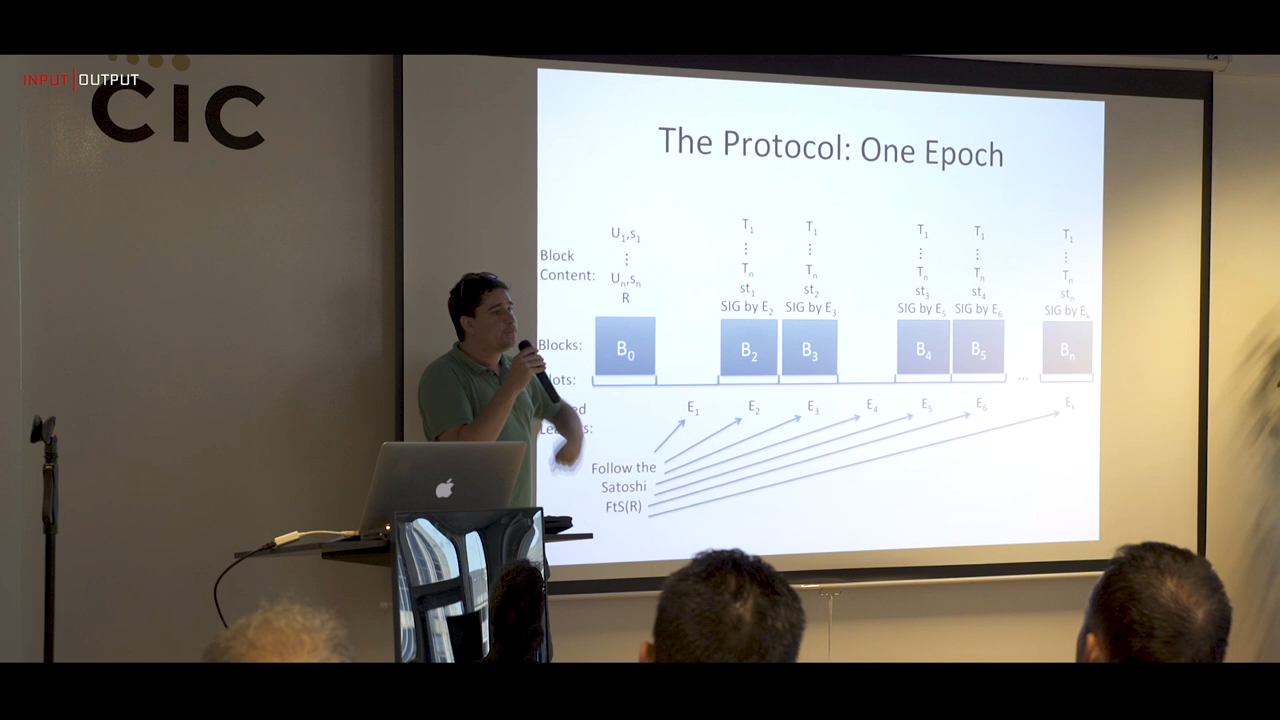 INPUT|OUTPUT
CIC
The Protocol: One Epoch
Block
Content:
U1,s1
⋮
Un,sn
R
T1
⋮
Tn
st1
SIG by E2
T1
⋮
Tn
st2
SIG by E3
T1
⋮
Tn
st3
SIG by E5
T1
⋮
Tn
st4
SIG by E6
T1
⋮
Tn
stn
Blocks:
B0
B2
B3
B4
B5
...
Bn
E1
E2
E3
E4
E5
E6
Follow the
Satoshi
FtS(R)